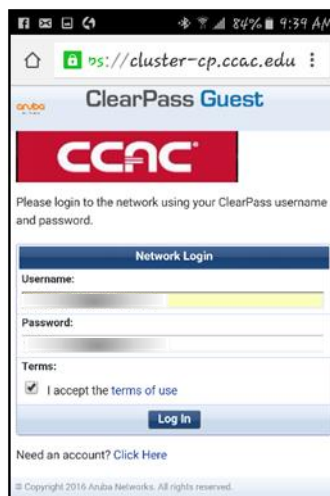 84% 9:39 AM
ps://cluster-cp.ccac.edu
aruba
ClearPass Guest
CCAC
Please login to the network using your ClearPass username
and password.
Network Login
Username:
Password:
Terms:
I accept the terms of use
Log In
Need an account? Click Here
© Copyright 2016 Aruba Networks. All rights reserved.